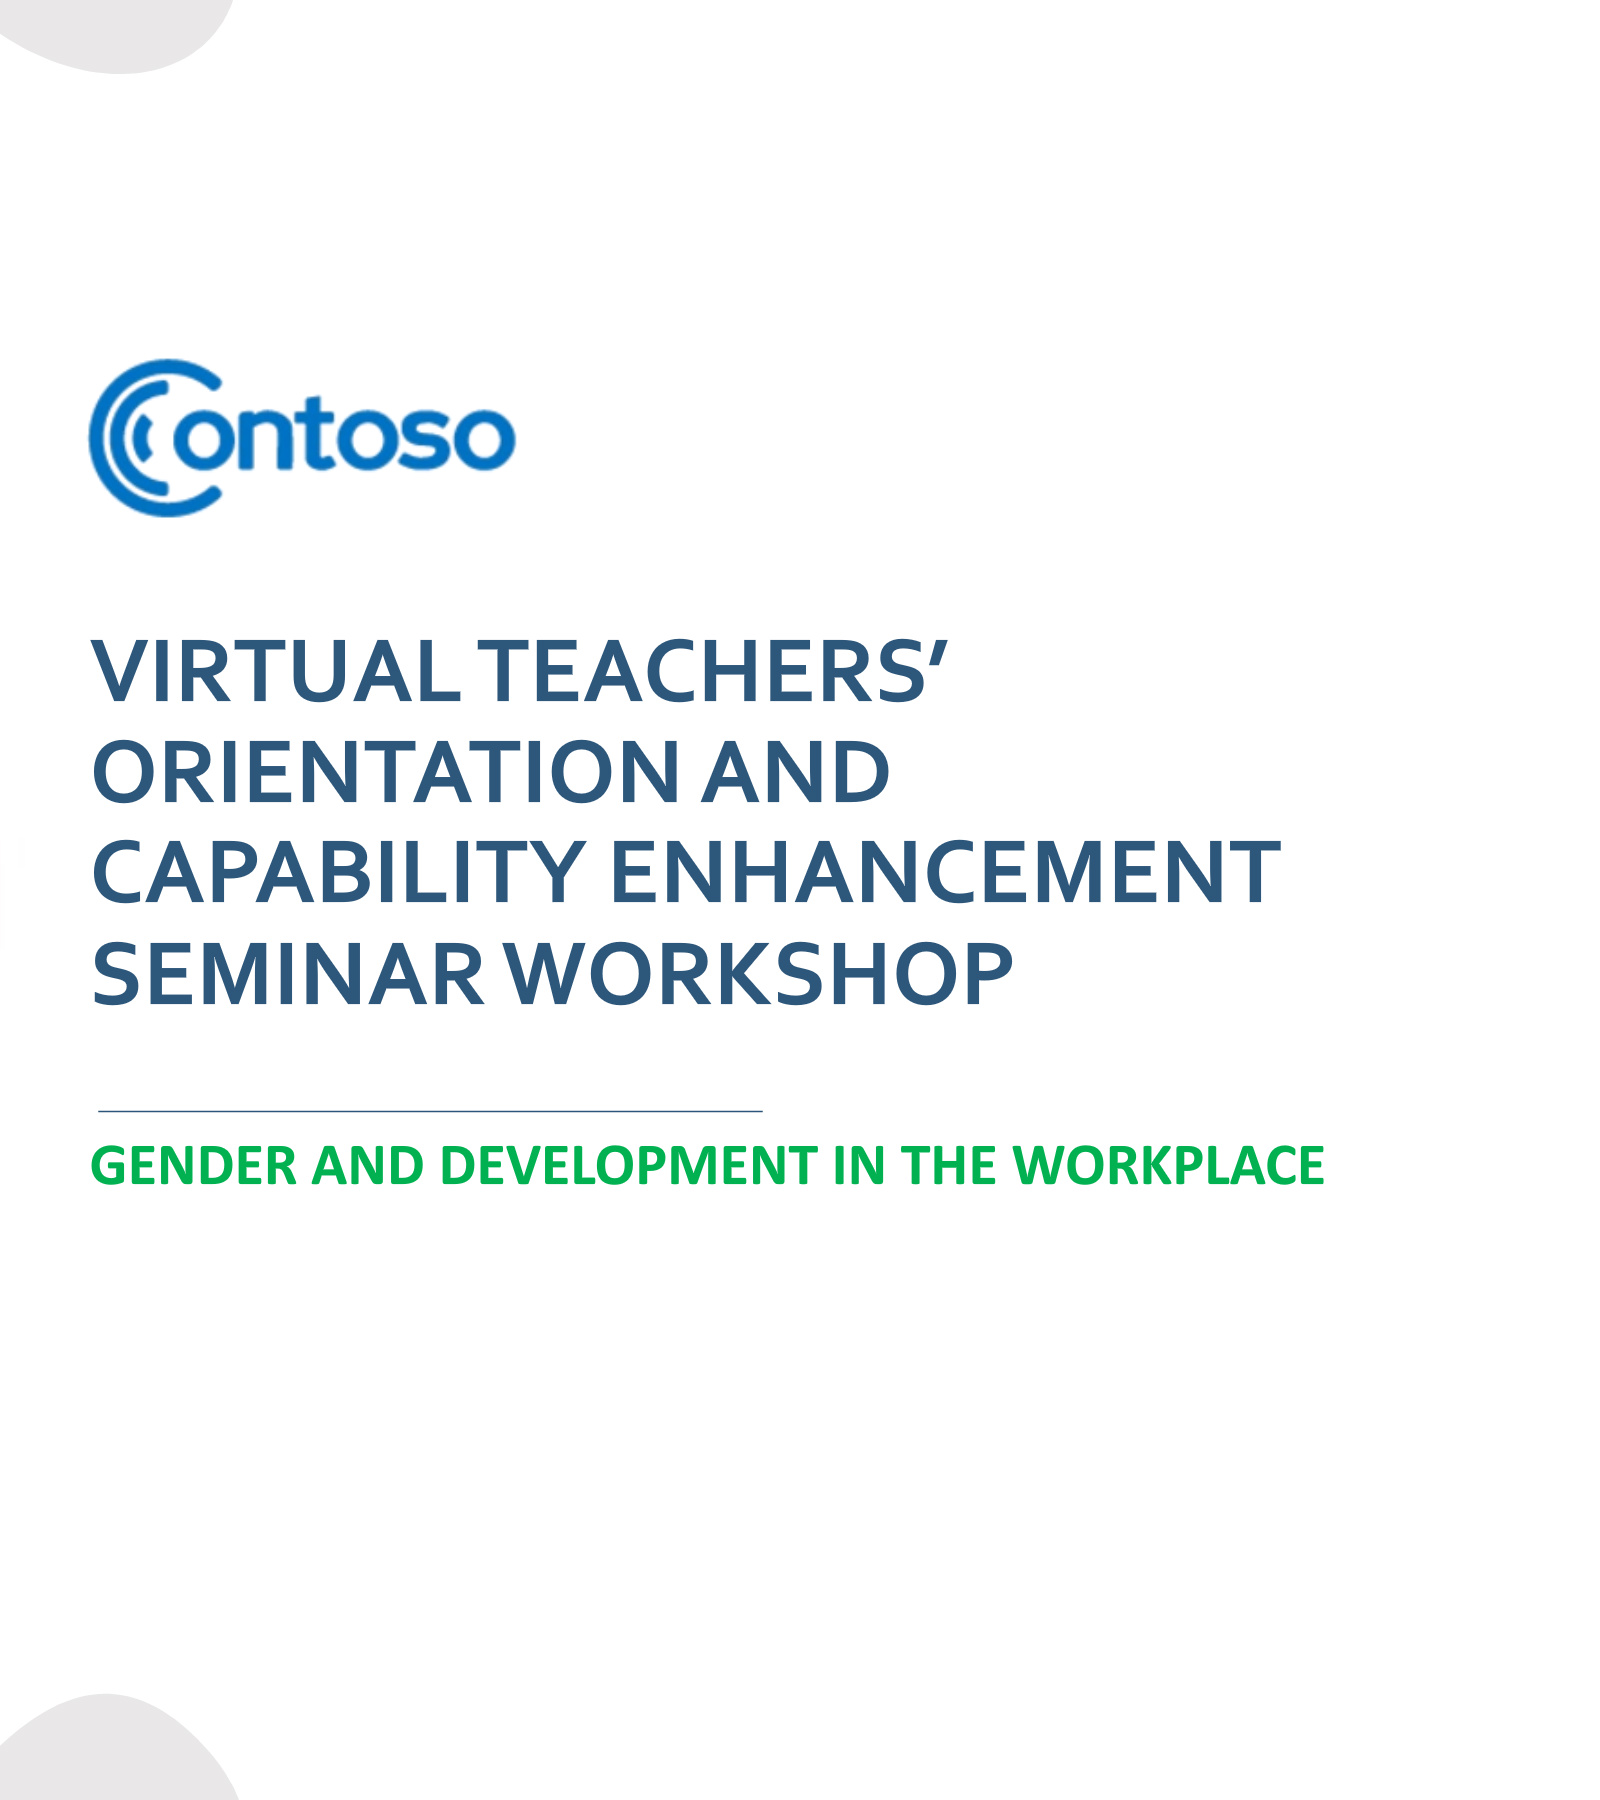 Contoso
VIRTUAL TEACHERS’
ORIENTATION AND
CAPABILITY ENHANCEMENT
SEMINAR WORKSHOP
GENDER AND DEVELOPMENT IN THE WORKPLACE